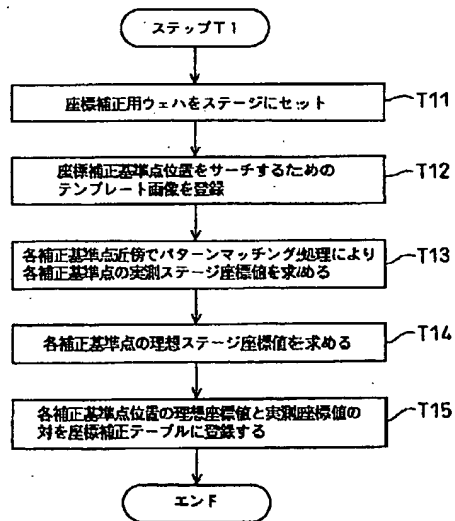 ステップT1
座標補正用ウェハをステージにセット
T11
座標補正基準点位置をサーチするための
テンプレート画像を登録
T12
各補正基準点近傍でパターンマッチング処理により
各補正基準点の実測ステージ座標値を求める
T13
各補正基準点の理想ステージ座標値を求める
T14
各補正基準点位置の理想座標値と実測座標値の
対を座標補正テーブルに登録する
T15
エンド